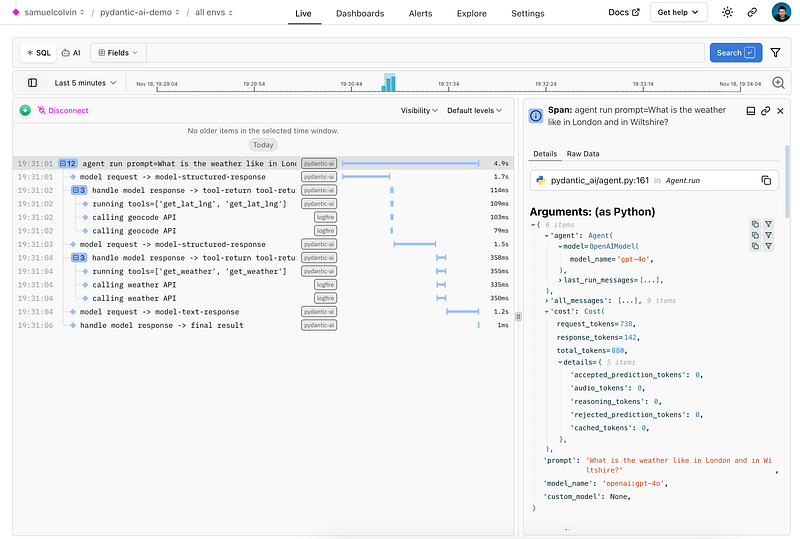 samuelcolvin / pydantic-ai-demo / all envs
Live Dashboards Alerts Explore Settings
Docs Get help
SQL AI Fields Search
Last 5 minutes Nov 18, 19:29:04 19:29:54 19:30:44 19:31:34 19:32:24 19:33:14 Nov 18, 19:34:04
Disconnect Visibility Default levels
No older items in the selected time window.
Today
19:31:01 12 agent run prompt=What is the weather like in Lon pydantic-ai 4.9s
19:31:01 model request -> model-structured-response pydantic-ai 1.7s
19:31:02 3 handle model response -> tool-return tool-retu pydantic-ai 114ms
19:31:02 running tools=['get_lat_lng', 'get_lat_lng'] pydantic-ai 109ms
19:31:02 calling geocode API logfire 103ms
19:31:02 calling geocode API logfire 79ms
19:31:03 model request -> model-structured-response pydantic-ai 1.5s
19:31:04 3 handle model response -> tool-return tool-retu pydantic-ai 358ms
19:31:04 running tools=['get_weather', 'get_weather'] pydantic-ai 355ms
19:31:04 calling weather API logfire 335ms
19:31:04 calling weather API logfire 350ms
19:31:04 model request -> model-text-response pydantic-ai 1.2s
19:31:06 handle model response -> final result pydantic-ai 1ms
Span: agent run prompt=What is the weather
like in London and in Wiltshire?
Details Raw Data
pydantic_ai/agent.py:161 in Agent.run
Arguments: (as Python)
{ 6 items
'agent': Agent(
model=OpenAIModel(
model_name='gpt-4o',
),
last_run_messages=[...],
),
'all_messages': [...], 9 items
'cost': Cost(
request_tokens=738,
response_tokens=142,
total_tokens=880,
details={ 5 items
'accepted_prediction_tokens': 0,
'audio_tokens': 0,
'reasoning_tokens': 0,
'rejected_prediction_tokens': 0,
'cached_tokens': 0,
},
),
'prompt': 'What is the weather like in London and in Wi
ltshire?'
,
'model_name': 'openai:gpt-4o',
'custom_model': None,
}